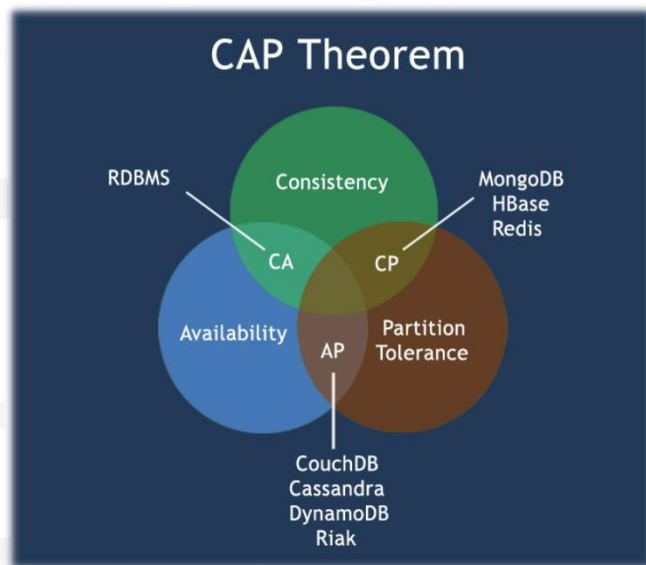 CAP Theorem
RDBMS
Consistency
MongoDB
HBase
Redis
CA
CP
Availability
Partition
Tolerance
AP
CouchDB
Cassandra
DynamoDB
Riak